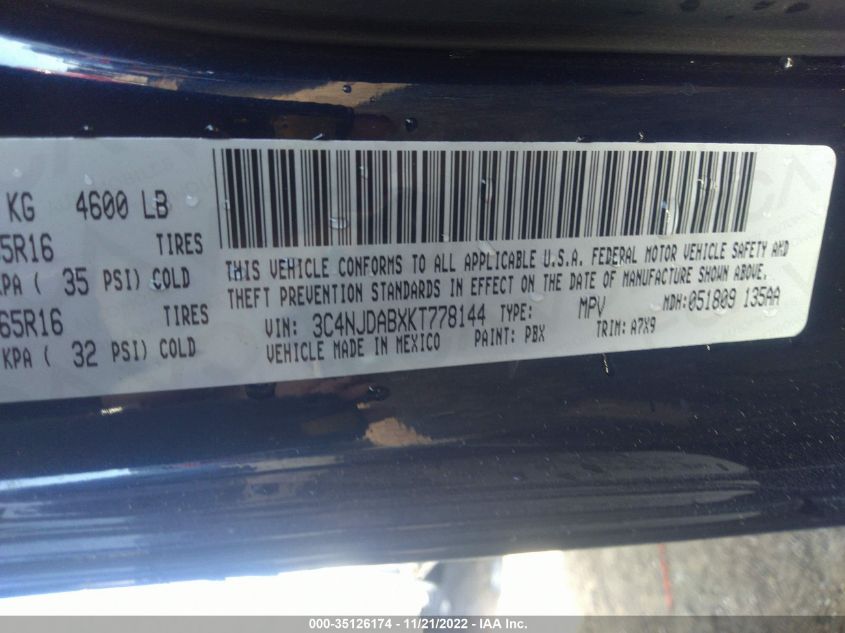 KG 4600 LB
5R16 TIRES
KPA ( 35 PSI) COLD
65R16 TIRES
KPA ( 32 PSI) COLD
THIS VEHICLE CONFORMS TO ALL APPLICABLE U.S.A. FEDERAL MOTOR VEHICLE SAFETY AND
THEFT PREVENTION STANDARDS IN EFFECT ON THE DATE OF MANUFACTURE SHOWN ABOVE.
VIN: 3C4NJDABXKT778144 TYPE: MPV MDH:051809 135AA
VEHICLE MADE IN MEXICO PAINT: PBX TRIM: A7X9
000-35126174 - 11/21/2022 - IAA Inc.